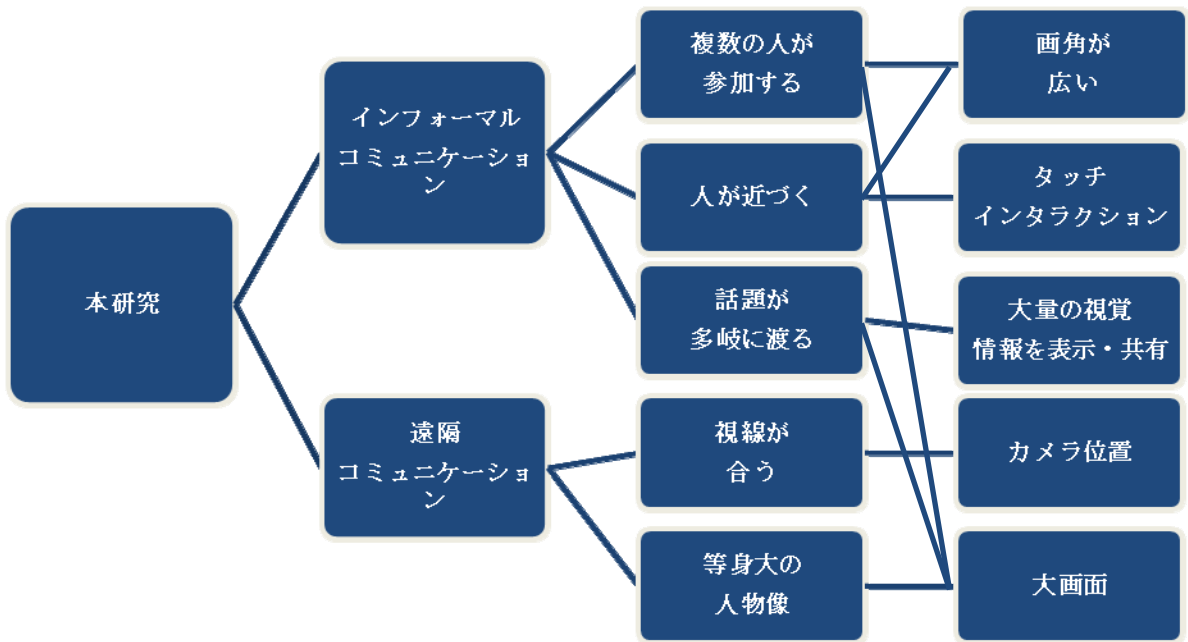 本研究
インフォーマル
コミュニケーショ
ン
遠隔
コミュニケーショ
ン
複数の人が
参加する
人が近づく
話題が
多岐に渡る
視線が
合う
等身大の
人物像
画角が
広い
タッチ
インタラクション
大量の視覚
情報を表示・共有
カメラ位置
大画面